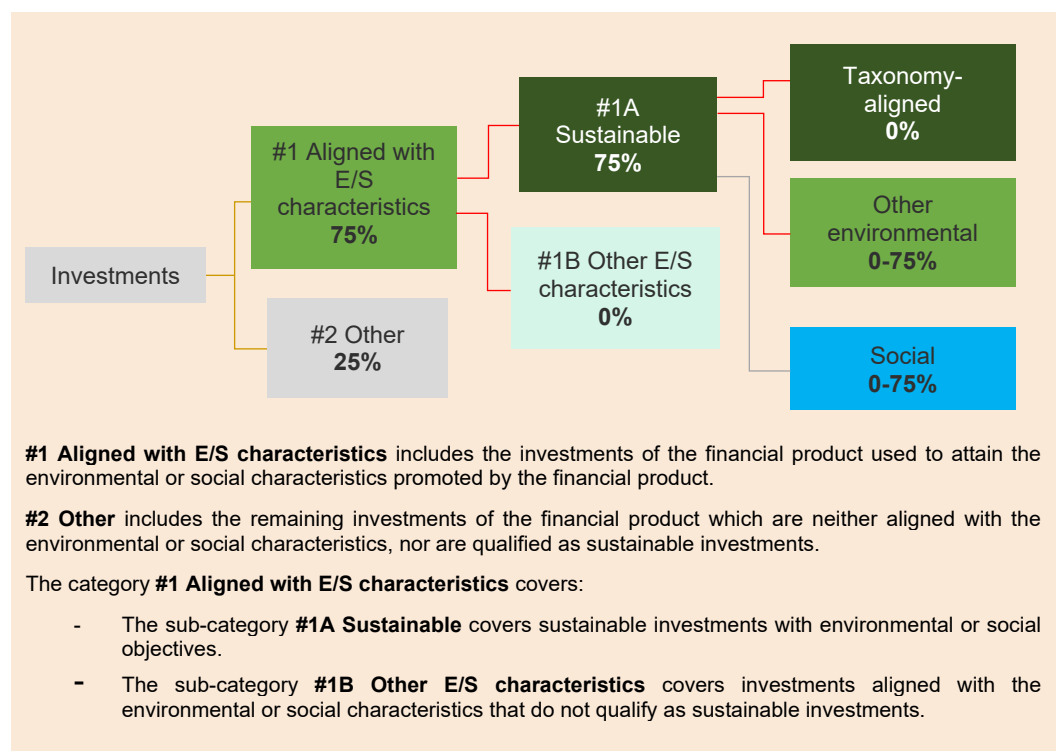 Investments
#1 Aligned with
E/S
characteristics
75%
#2 Other
25%
#1A
Sustainable
75%
#1B Other E/S
characteristics
0%
Taxonomy-
aligned
0%
Other
environmental
0-75%
Social
0-75%
#1 Aligned with E/S characteristics includes the investments of the financial product used to attain the
environmental or social characteristics promoted by the financial product.
#2 Other includes the remaining investments of the financial product which are neither aligned with the
environmental or social characteristics, nor are qualified as sustainable investments.
The category #1 Aligned with E/S characteristics covers:
- The sub-category #1A Sustainable covers sustainable investments with environmental or social
objectives.
- The sub-category #1B Other E/S characteristics covers investments aligned with the
environmental or social characteristics that do not qualify as sustainable investments.